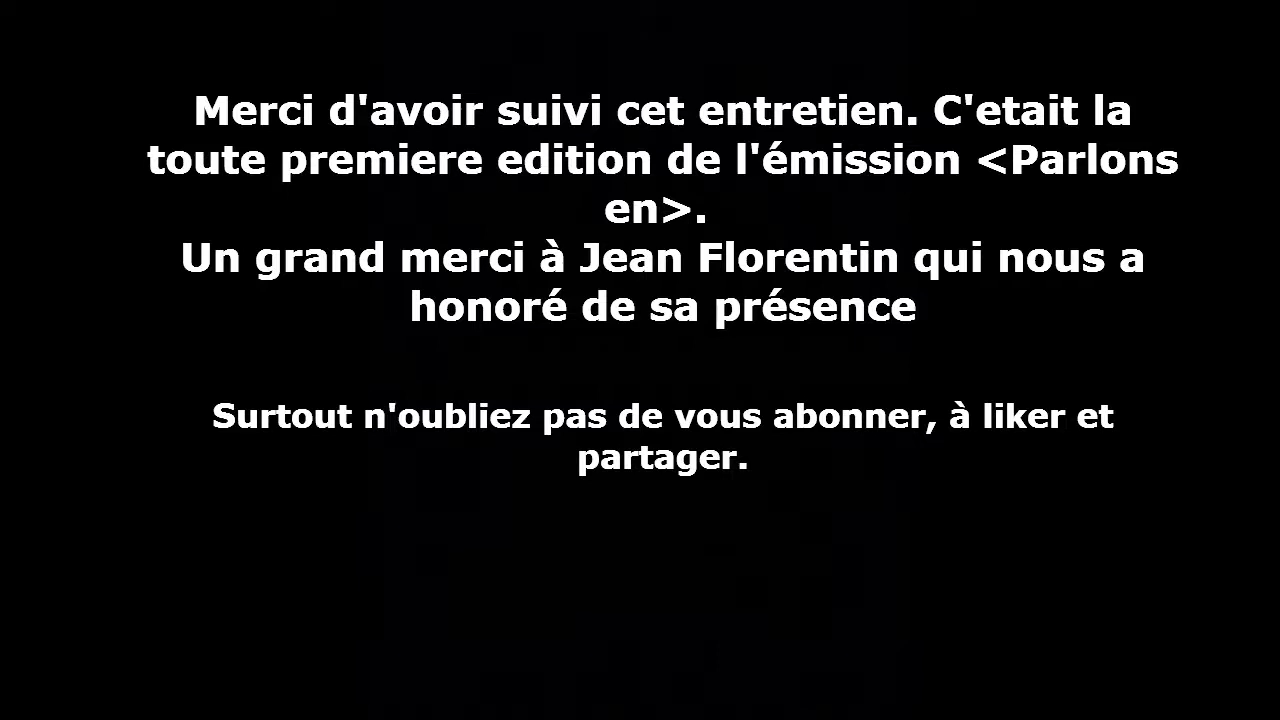 Merci d'avoir suivi cet entretien. C'etait la
toute premiere edition de l'émission <Parlons
en>.
Un grand merci à Jean Florentin qui nous a
honoré de sa présence
Surtout n'oubliez pas de vous abonner, à liker et
partager.